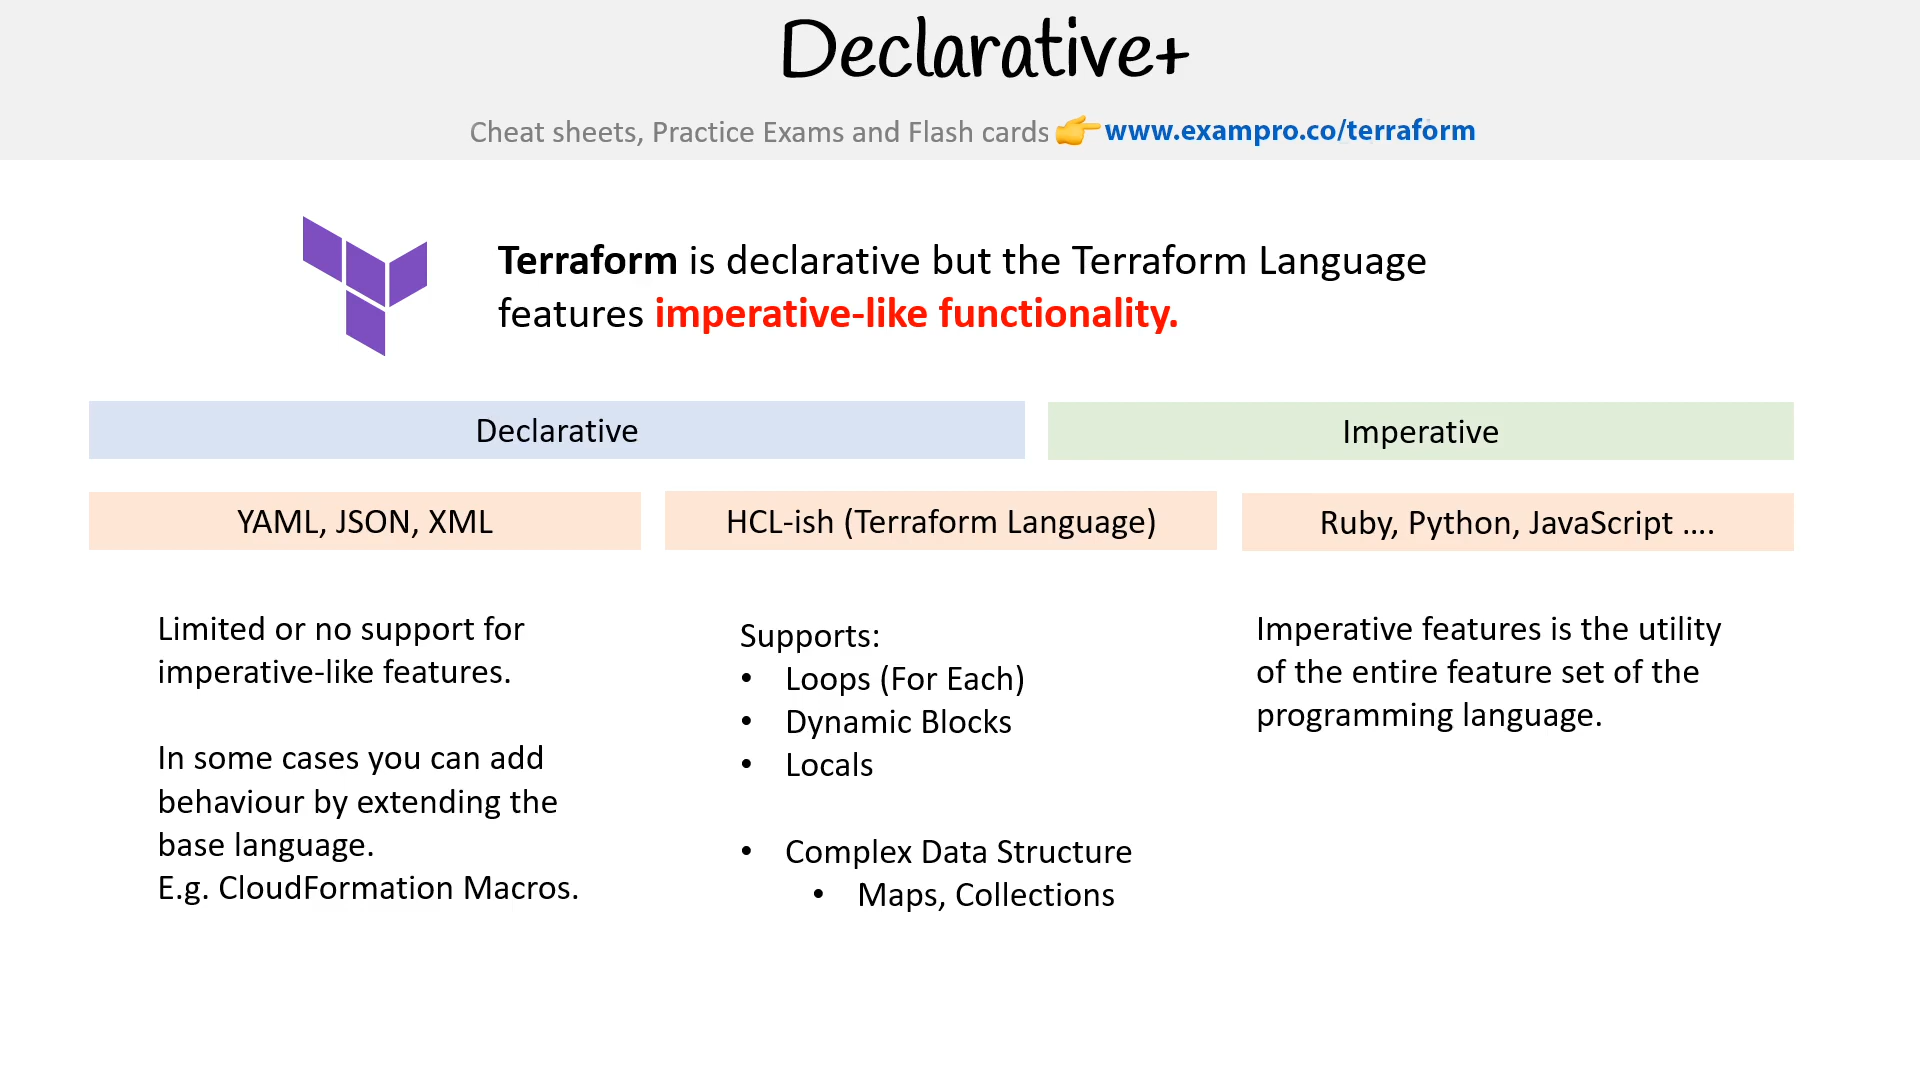 Declarative+
Cheat sheets, Practice Exams and Flash cards 👉 www.exampro.co/terraform
Terraform is declarative but the Terraform Language
features imperative-like functionality.
Declarative
Imperative
YAML, JSON, XML
HCL-ish (Terraform Language)
Ruby, Python, JavaScript ....
Limited or no support for
imperative-like features.
In some cases you can add
behaviour by extending the
base language.
E.g. CloudFormation Macros.
Supports:
• Loops (For Each)
• Dynamic Blocks
• Locals
• Complex Data Structure
• Maps, Collections
Imperative features is the utility
of the entire feature set of the
programming language.